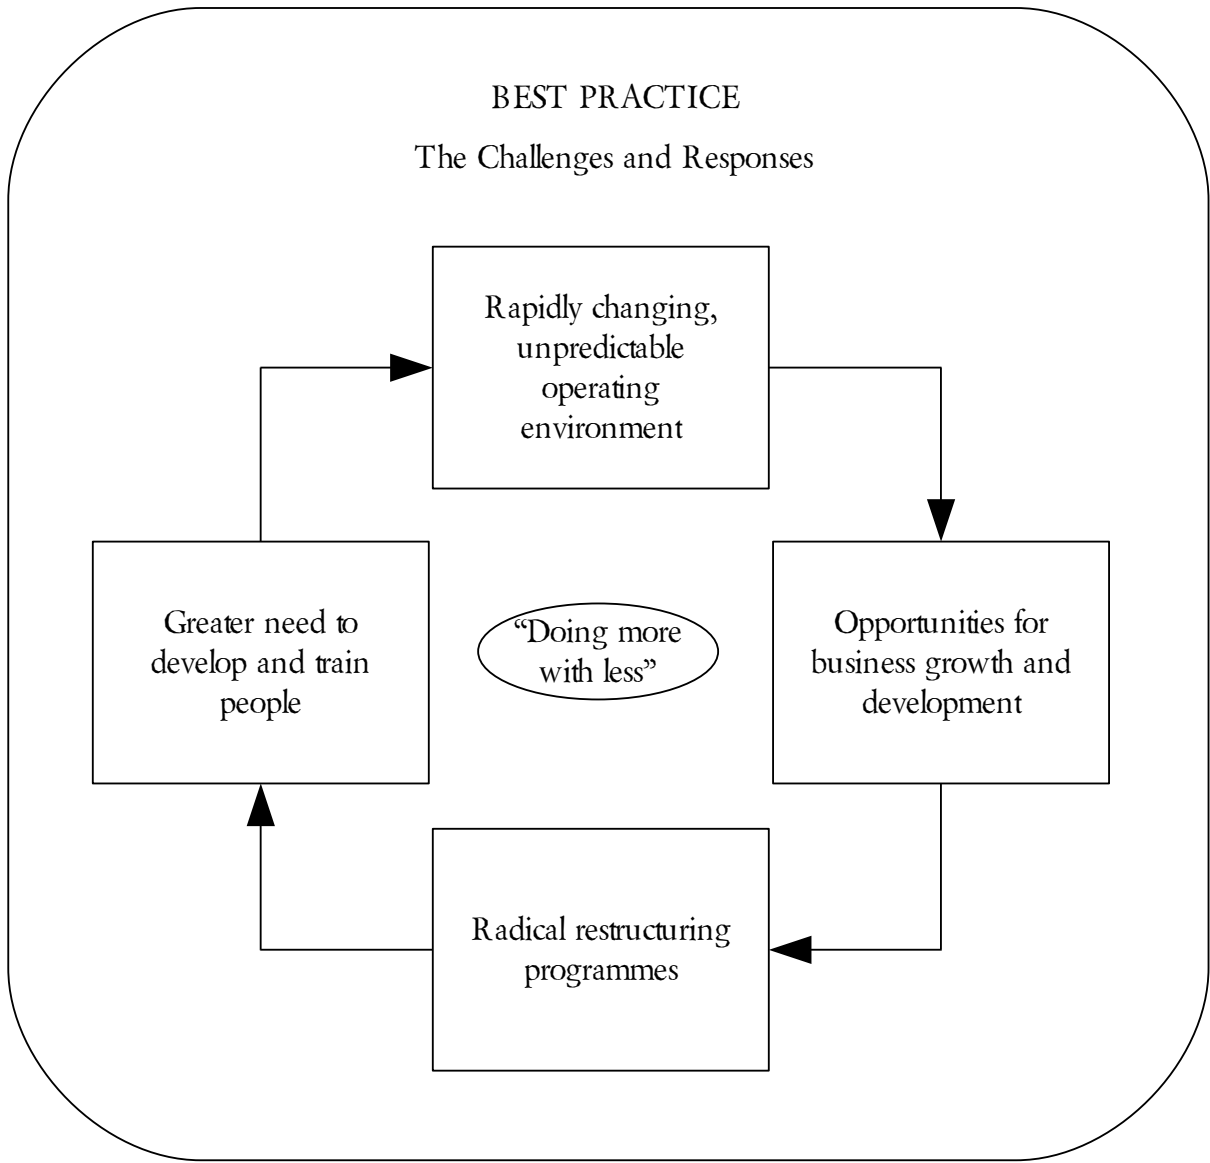 BEST PRACTICE
The Challenges and Responses
Rapidly changing,
unpredictable
operating
environment
Greater need to
develop and train
people
“Doing more
with less”
Opportunities for
business growth and
development
Radical restructuring
programmes